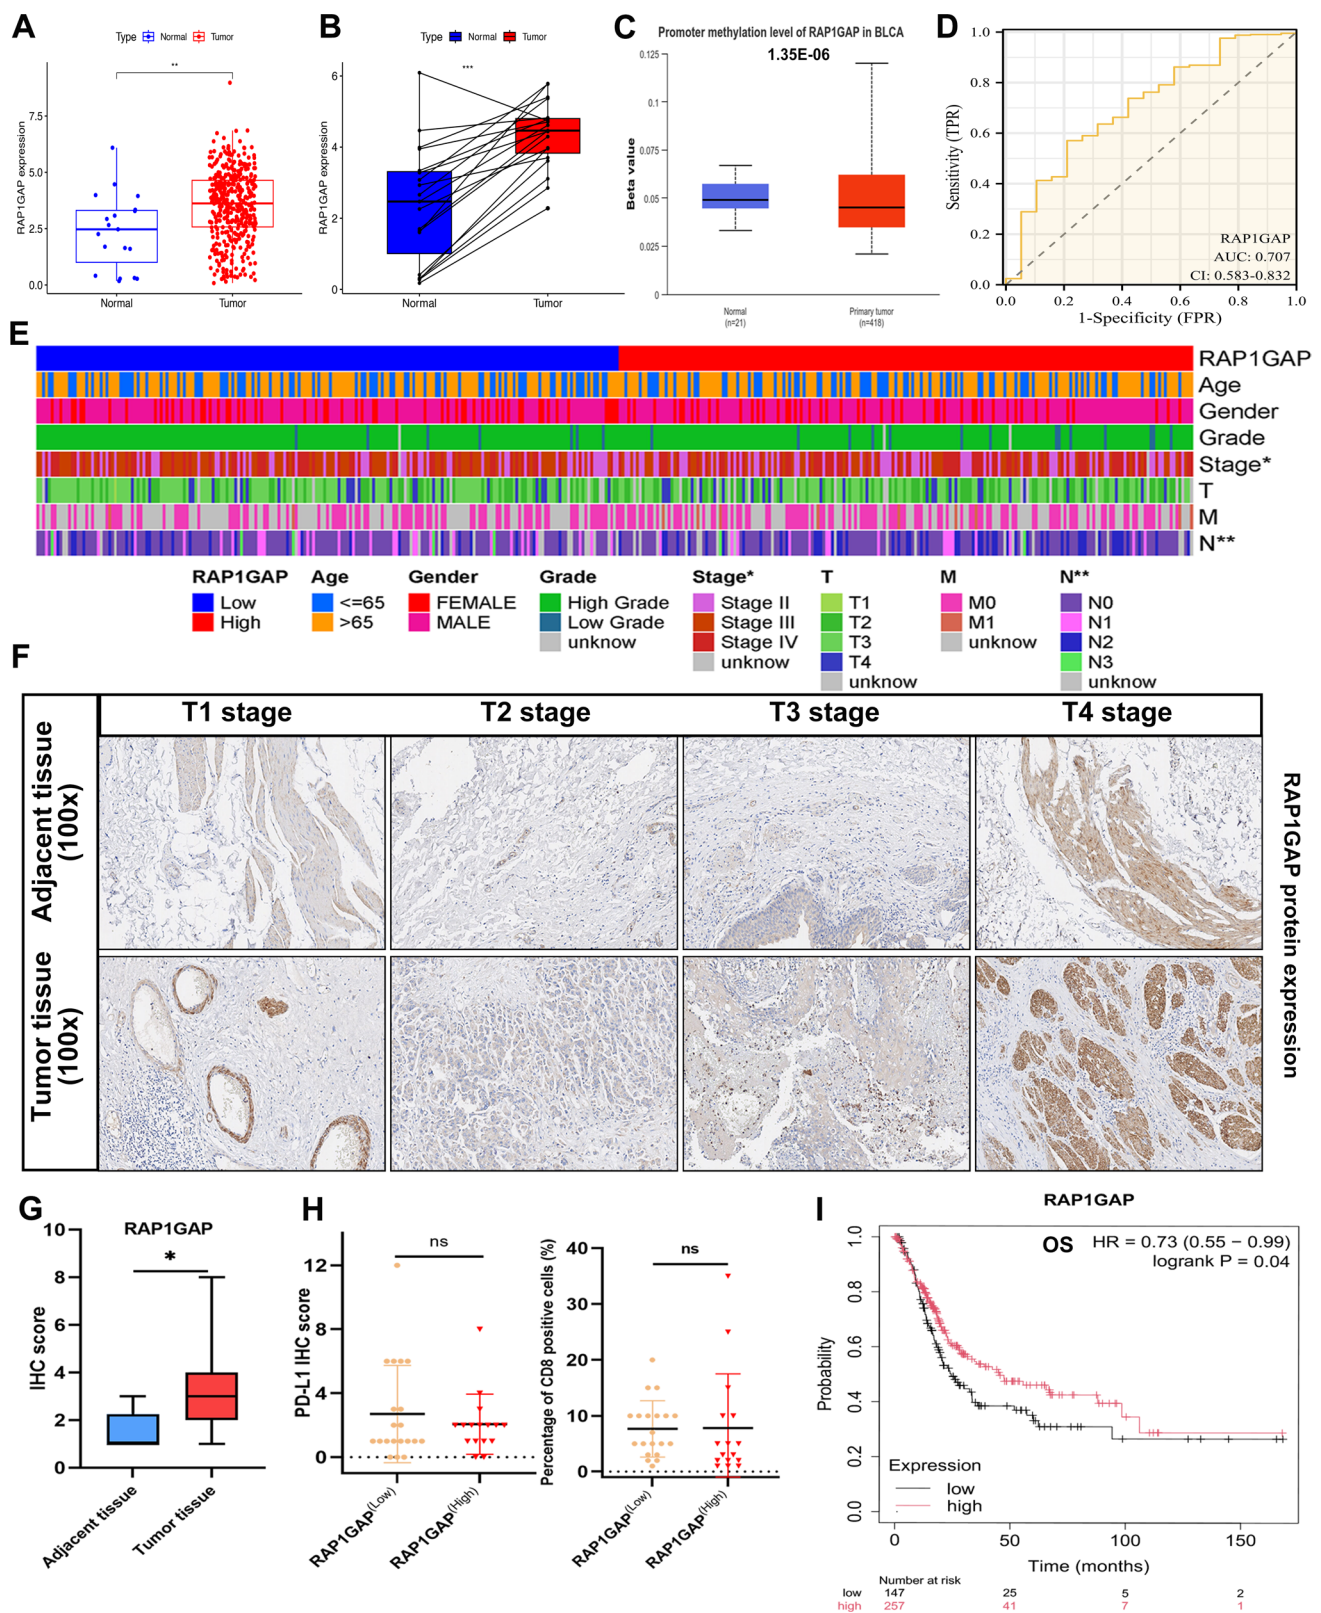 A
Type Normal Tumor
**
RAP1GAP expression
7.5
5.0
2.5
0.0
Normal Tumor
B
Type Normal Tumor
***
RAP1GAP expression
6
4
2
0
Normal Tumor
C
Promoter methylation level of RAP1GAP in BLCA
1.35E-06
Beta value
0.125
0.1
0.075
0.05
0.025
0
Normal
(n=21)
Primary tumor
(n=418)
D
Sensitivity (TPR)
1.0
0.8
0.6
0.4
0.2
0.0
RAP1GAP
AUC: 0.707
CI: 0.583-0.832
0.0 0.2 0.4 0.6 0.8 1.0
1-Specificity (FPR)
E
RAP1GAP
Age
Gender
Grade
Stage*
T
M
N**
RAP1GAP
Low
High
Age
<=65
>65
Gender
FEMALE
MALE
Grade
High Grade
Low Grade
unknow
Stage*
Stage II
Stage III
Stage IV
unknow
T
T1
T2
T3
T4
unknow
M
M0
M1
unknow
N**
N0
N1
N2
N3
unknow
F
T1 stage T2 stage T3 stage T4 stage
Adjacent tissue
(100x)
Tumor tissue
(100x)
RAP1GAP protein expression
G
RAP1GAP
*
IHC score
10
8
6
4
2
0
Adjacent tissue
Tumor tissue
H
ns
PD-L1 IHC score
12
8
4
0
RAP1GAP(Low)
RAP1GAP(High)
ns
Percentage of CD8 positive cells (%)
40
30
20
10
0
RAP1GAP(Low)
RAP1GAP(High)
I
RAP1GAP
OS
HR = 0.73 (0.55 − 0.99)
logrank P = 0.04
Probability
1.0
0.8
0.6
0.4
0.2
0.0
Expression
low
high
0 50 100 150
Time (months)
Number at risk
low 147 25 5 2
high 257 41 7 1